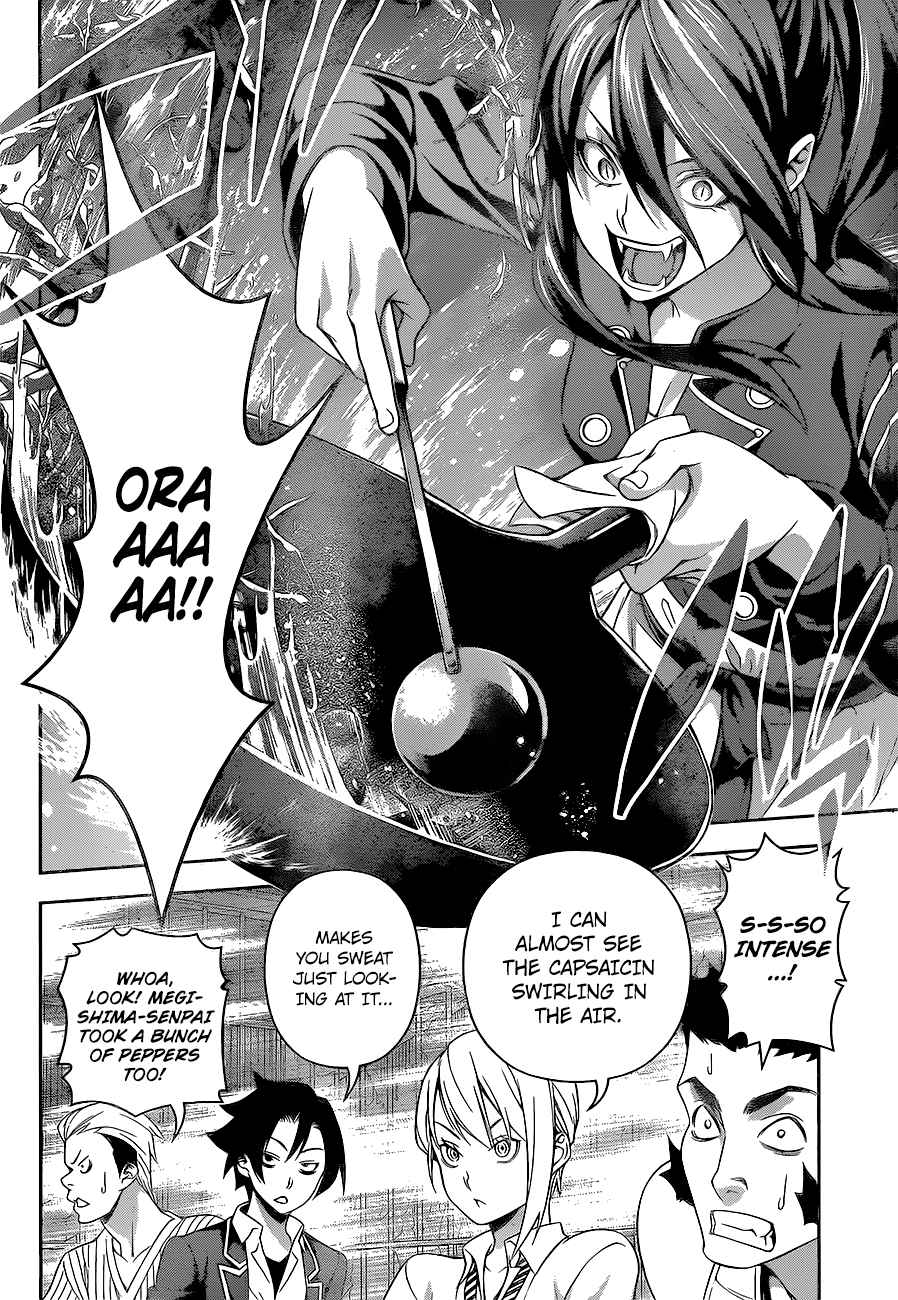 ORA
AAA
AA!!
S-S-SO
INTENSE
...!
I CAN
ALMOST SEE
THE CAPSAICIN
SWIRLING IN
THE AIR.
MAKES
YOU SWEAT
JUST LOOK-
ING AT IT...
WHOA,
LOOK! MEGI-
SHIMA-SENPAI
TOOK A BUNCH
OF PEPPERS
TOO!